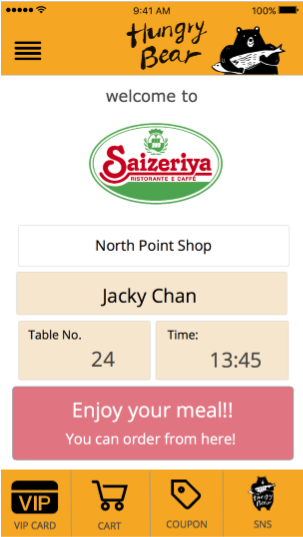 9:41 AM 100%
Hungry
Bear
welcome to
Saizeriya
RISTORANTE E CAFFÉ
North Point Shop
Jacky Chan
Table No. Time:
24 13:45
Enjoy your meal!!
You can order from here!
VIP Hungry
Bear
VIP CARD CART COUPON SNS